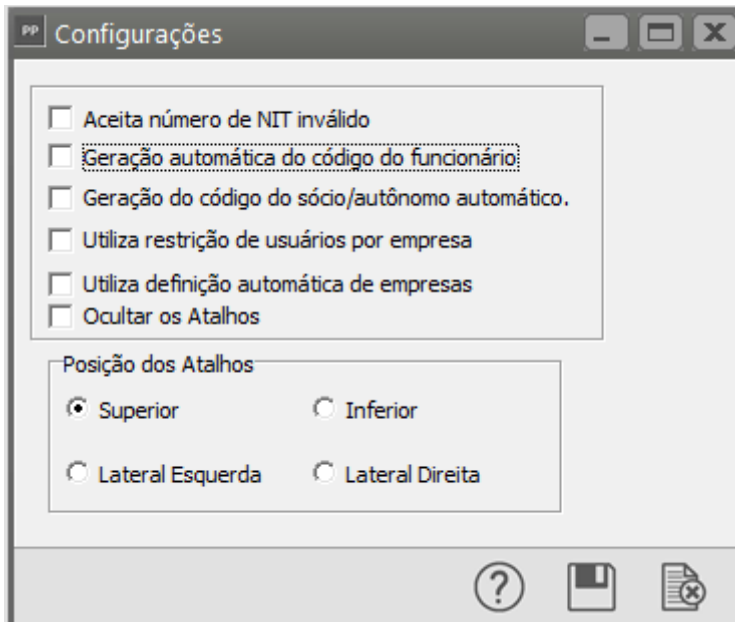 PP Configurações
Aceita número de NIT inválido
Geração automática do código do funcionário
Geração do código do sócio/autônomo automático.
Utiliza restrição de usuários por empresa
Utiliza definição automática de empresas
Ocultar os Atalhos
Posição dos Atalhos
Superior Inferior
Lateral Esquerda Lateral Direita
?